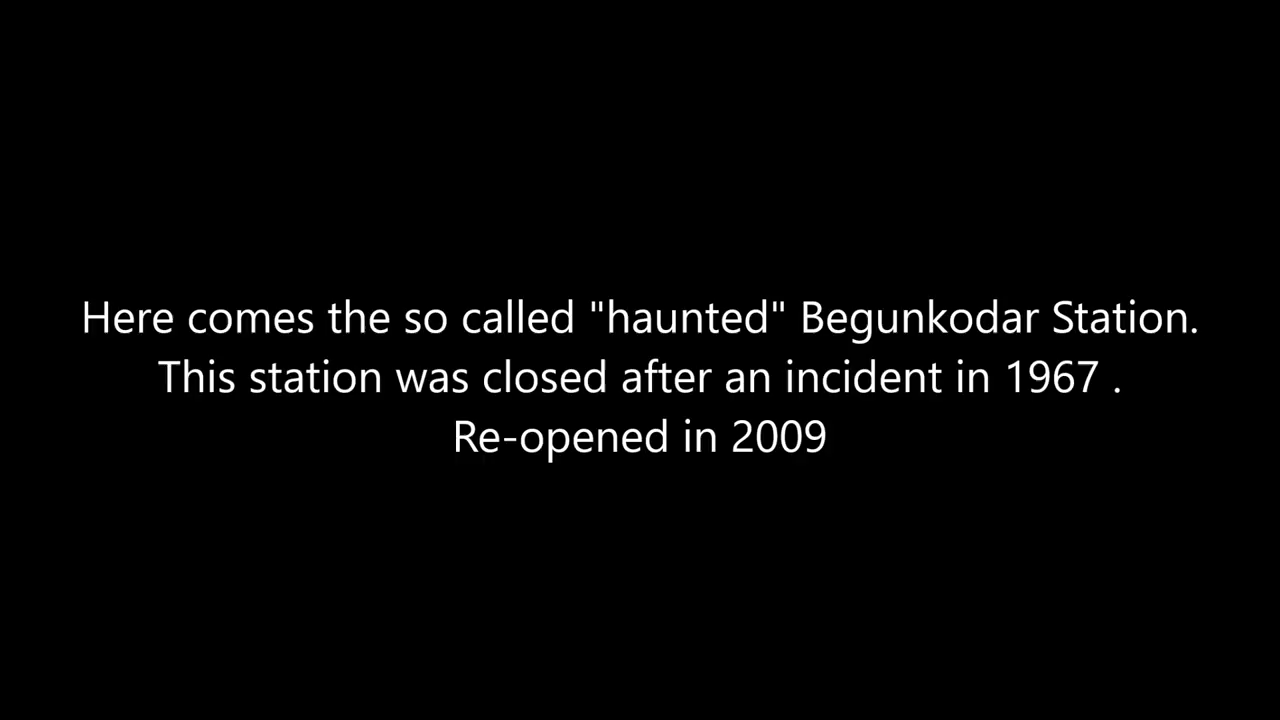 Here comes the so called "haunted" Begunkodar Station.
This station was closed after an incident in 1967 .
Re-opened in 2009